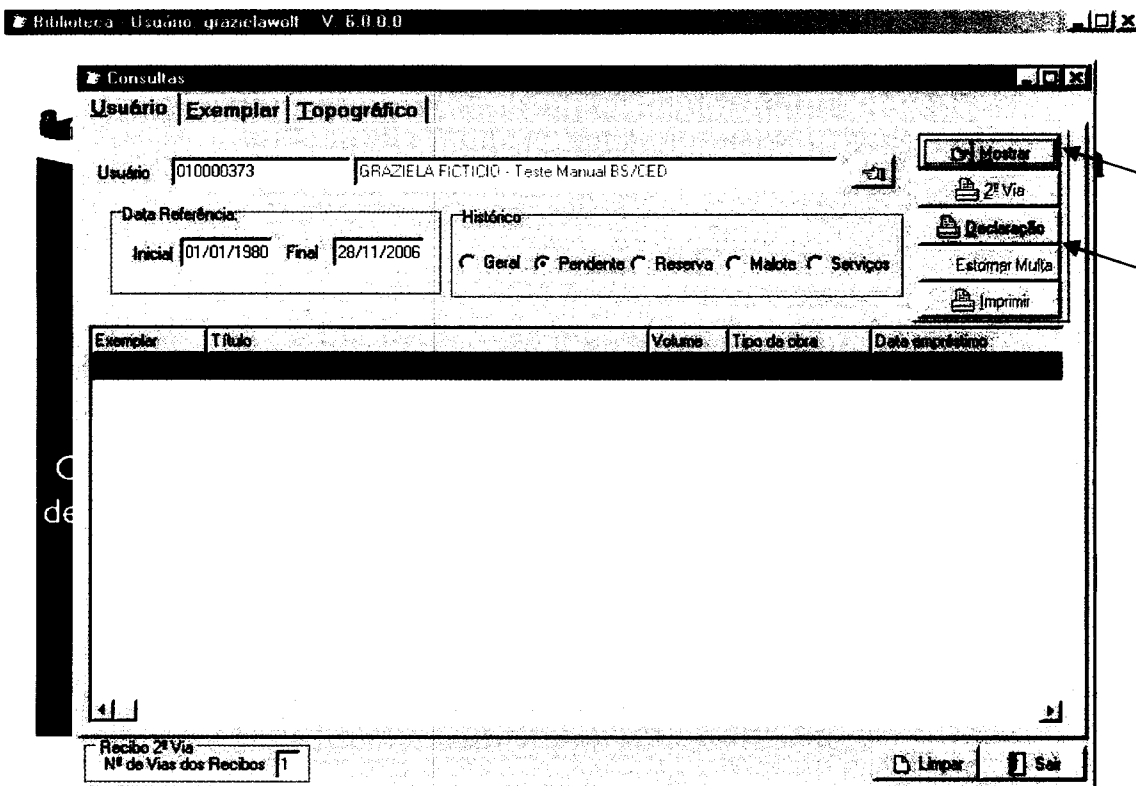 Biblioteca - Usuário: grazielawolf V. 6.0.0.0
Consultas
Usuário Exemplar Topográfico
Mostrar
Usuário 010000373 GRAZIELA FICTICIO - Teste Manual BS/CED
2ª Via
Data Referência: Histórico
Declaração
Inicial 01/01/1980 Final 28/11/2006 Geral Pendente Reserva Malote Serviços
Estornar Multa
Imprimir
Exemplar Título Volume Tipo da obra Data empréstimo
C
de
Recibo 2ª Via
Nº de Vias dos Recibos 1
Limpar Sair